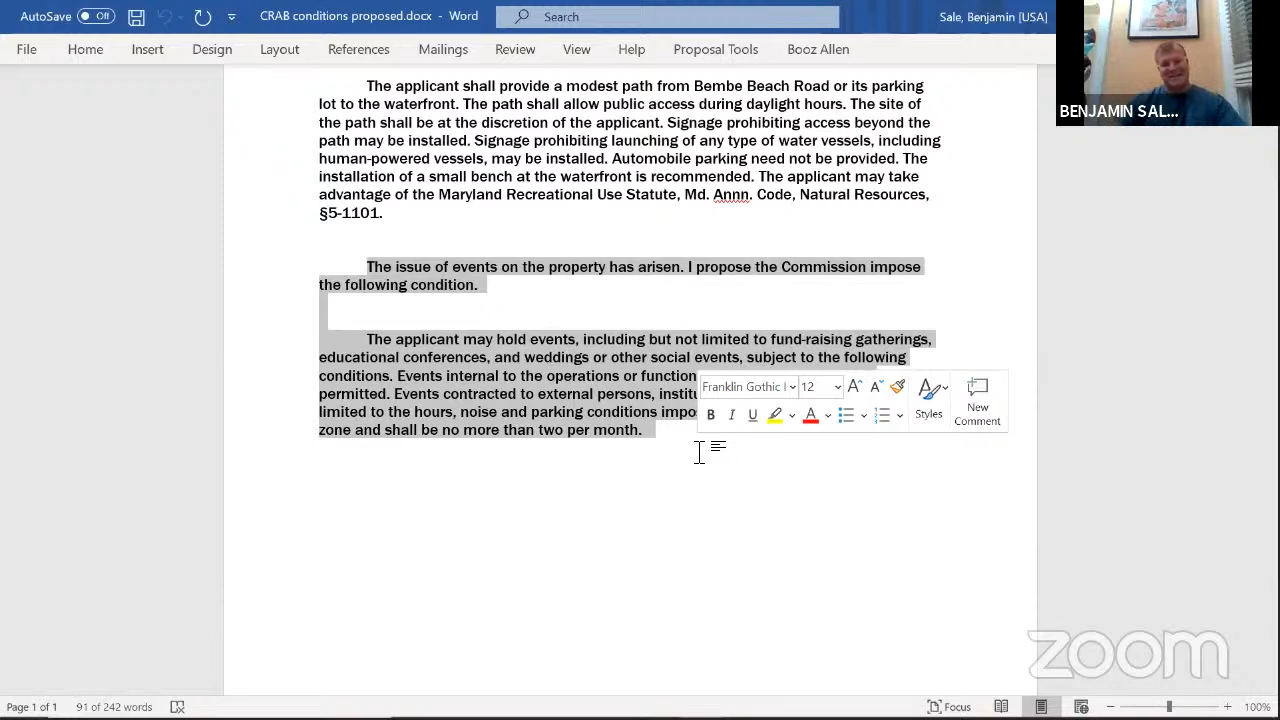 AutoSave Off CRAB conditions proposed.docx - Word Search Sale, Benjamin [USA]
File Home Insert Design Layout References Mailings Review View Help Proposal Tools Booz Allen
BENJAMIN SAL...
The applicant shall provide a modest path from Bembe Beach Road or its parking
lot to the waterfront. The path shall allow public access during daylight hours. The site of
the path shall be at the discretion of the applicant. Signage prohibiting access beyond the
path may be installed. Signage prohibiting launching of any type of water vessels, including
human-powered vessels, may be installed. Automobile parking need not be provided. The
installation of a small bench at the waterfront is recommended. The applicant may take
advantage of the Maryland Recreational Use Statute, Md. Annn. Code, Natural Resources,
§5-1101.
The issue of events on the property has arisen. I propose the Commission impose
the following condition.
The applicant may hold events, including but not limited to fund-raising gatherings,
educational conferences, and weddings or other social events, subject to the following
conditions. Events internal to the operations or function
permitted. Events contracted to external persons,
limited to the hours, noise and parking conditions
zone and shall be no more than two per month.
Franklin Gothic 12
Styles
New
Comment
zoom
Page 1 of 1 91 of 242 words Focus 100%